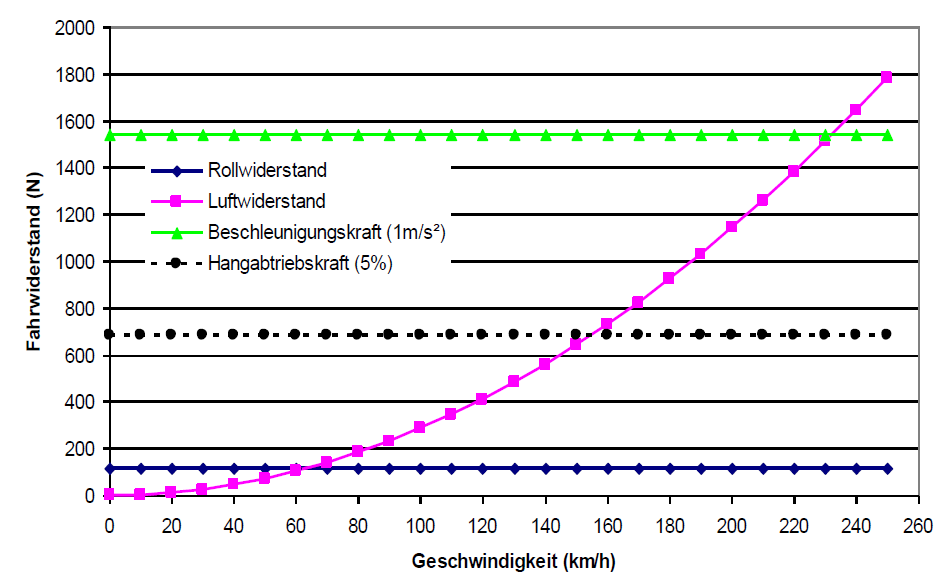 2000
1800
1600
1400
1200
1000
800
600
400
200
0
Fahrwiderstand (N)
Rollwiderstand
Luftwiderstand
Beschleunigungskraft (1m/s²)
Hangabtriebskraft (5%)
0 20 40 60 80 100 120 140 160 180 200 220 240 260
Geschwindigkeit (km/h)